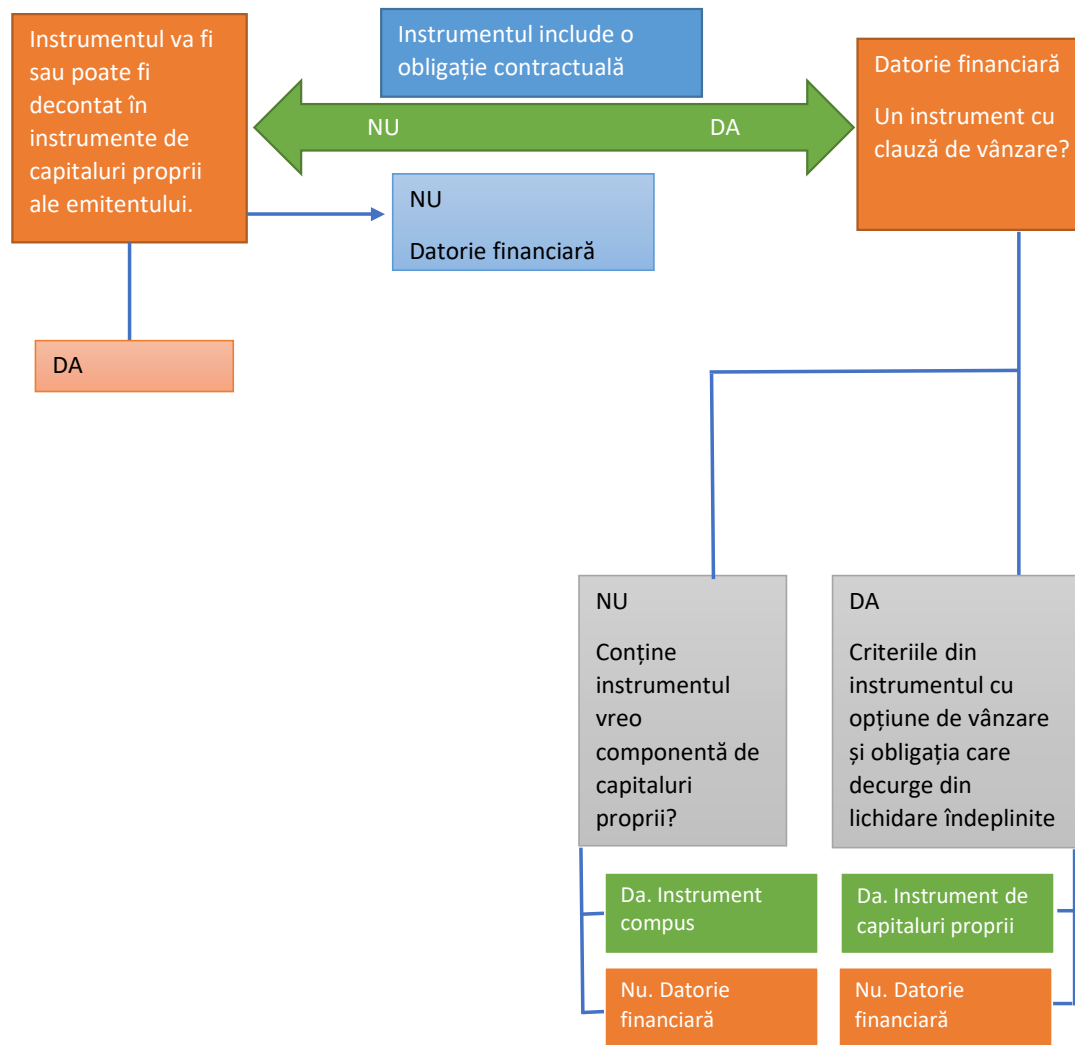 Instrumentul va fi
sau poate fi
decontat în
instrumente de
capitaluri proprii
ale emitentului.
Instrumentul include o
obligație contractuală
NU
DA
Datorie financiară
Un instrument cu
clauză de vânzare?
NU
Datorie financiară
DA
NU
Conține
instrumentul
vreo
componentă de
capitaluri
proprii?
DA
Criteriile din
instrumentul cu
opțiune de vânzare
și obligația care
decurge din
lichidare îndeplinite
Da. Instrument
compus
Da. Instrument de
capitaluri proprii
Nu. Datorie
financiară
Nu. Datorie
financiară